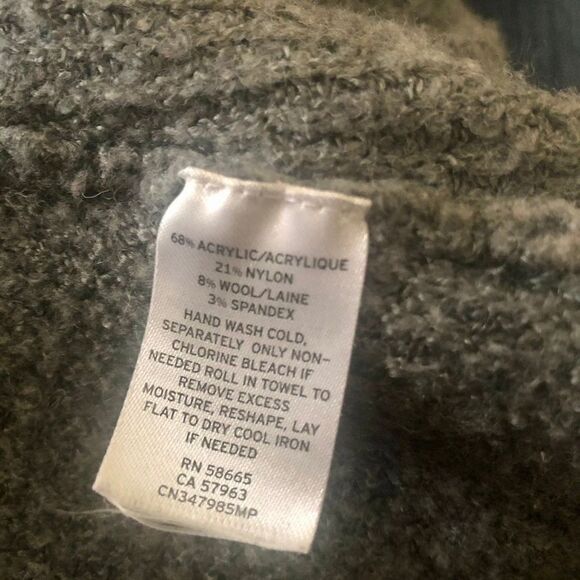 68% ACRYLIC/ACRYLIQUE
21% NYLON
8% WOOL/LAINE
3% SPANDEX
HAND WASH COLD,
SEPARATELY ONLY NON-
CHLORINE BLEACH IF
NEEDED ROLL IN TOWEL TO
REMOVE EXCESS
MOISTURE, RESHAPE, LAY
FLAT TO DRY COOL IRON
IF NEEDED
RN 58665
CA 57963
CN347985MP